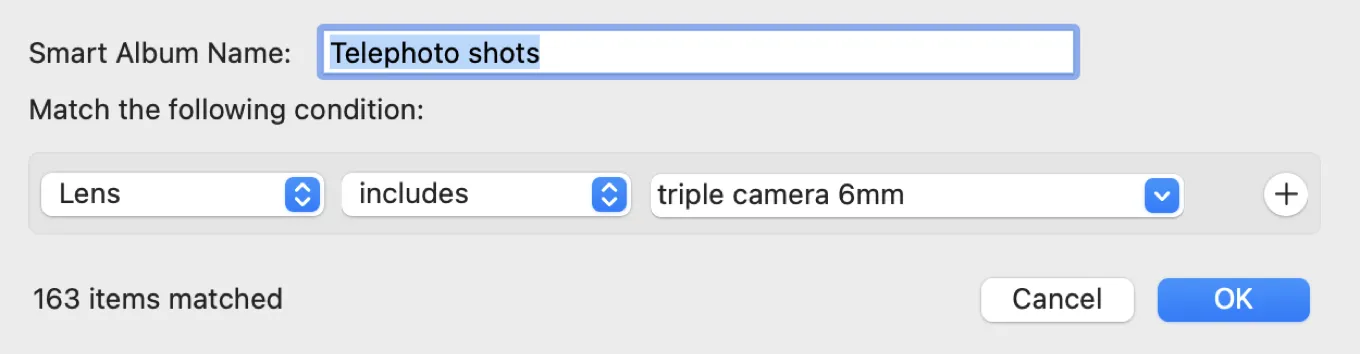 Smart Album Name: Telephoto shots
Match the following condition:
Lens includes triple camera 6mm
163 items matched Cancel OK